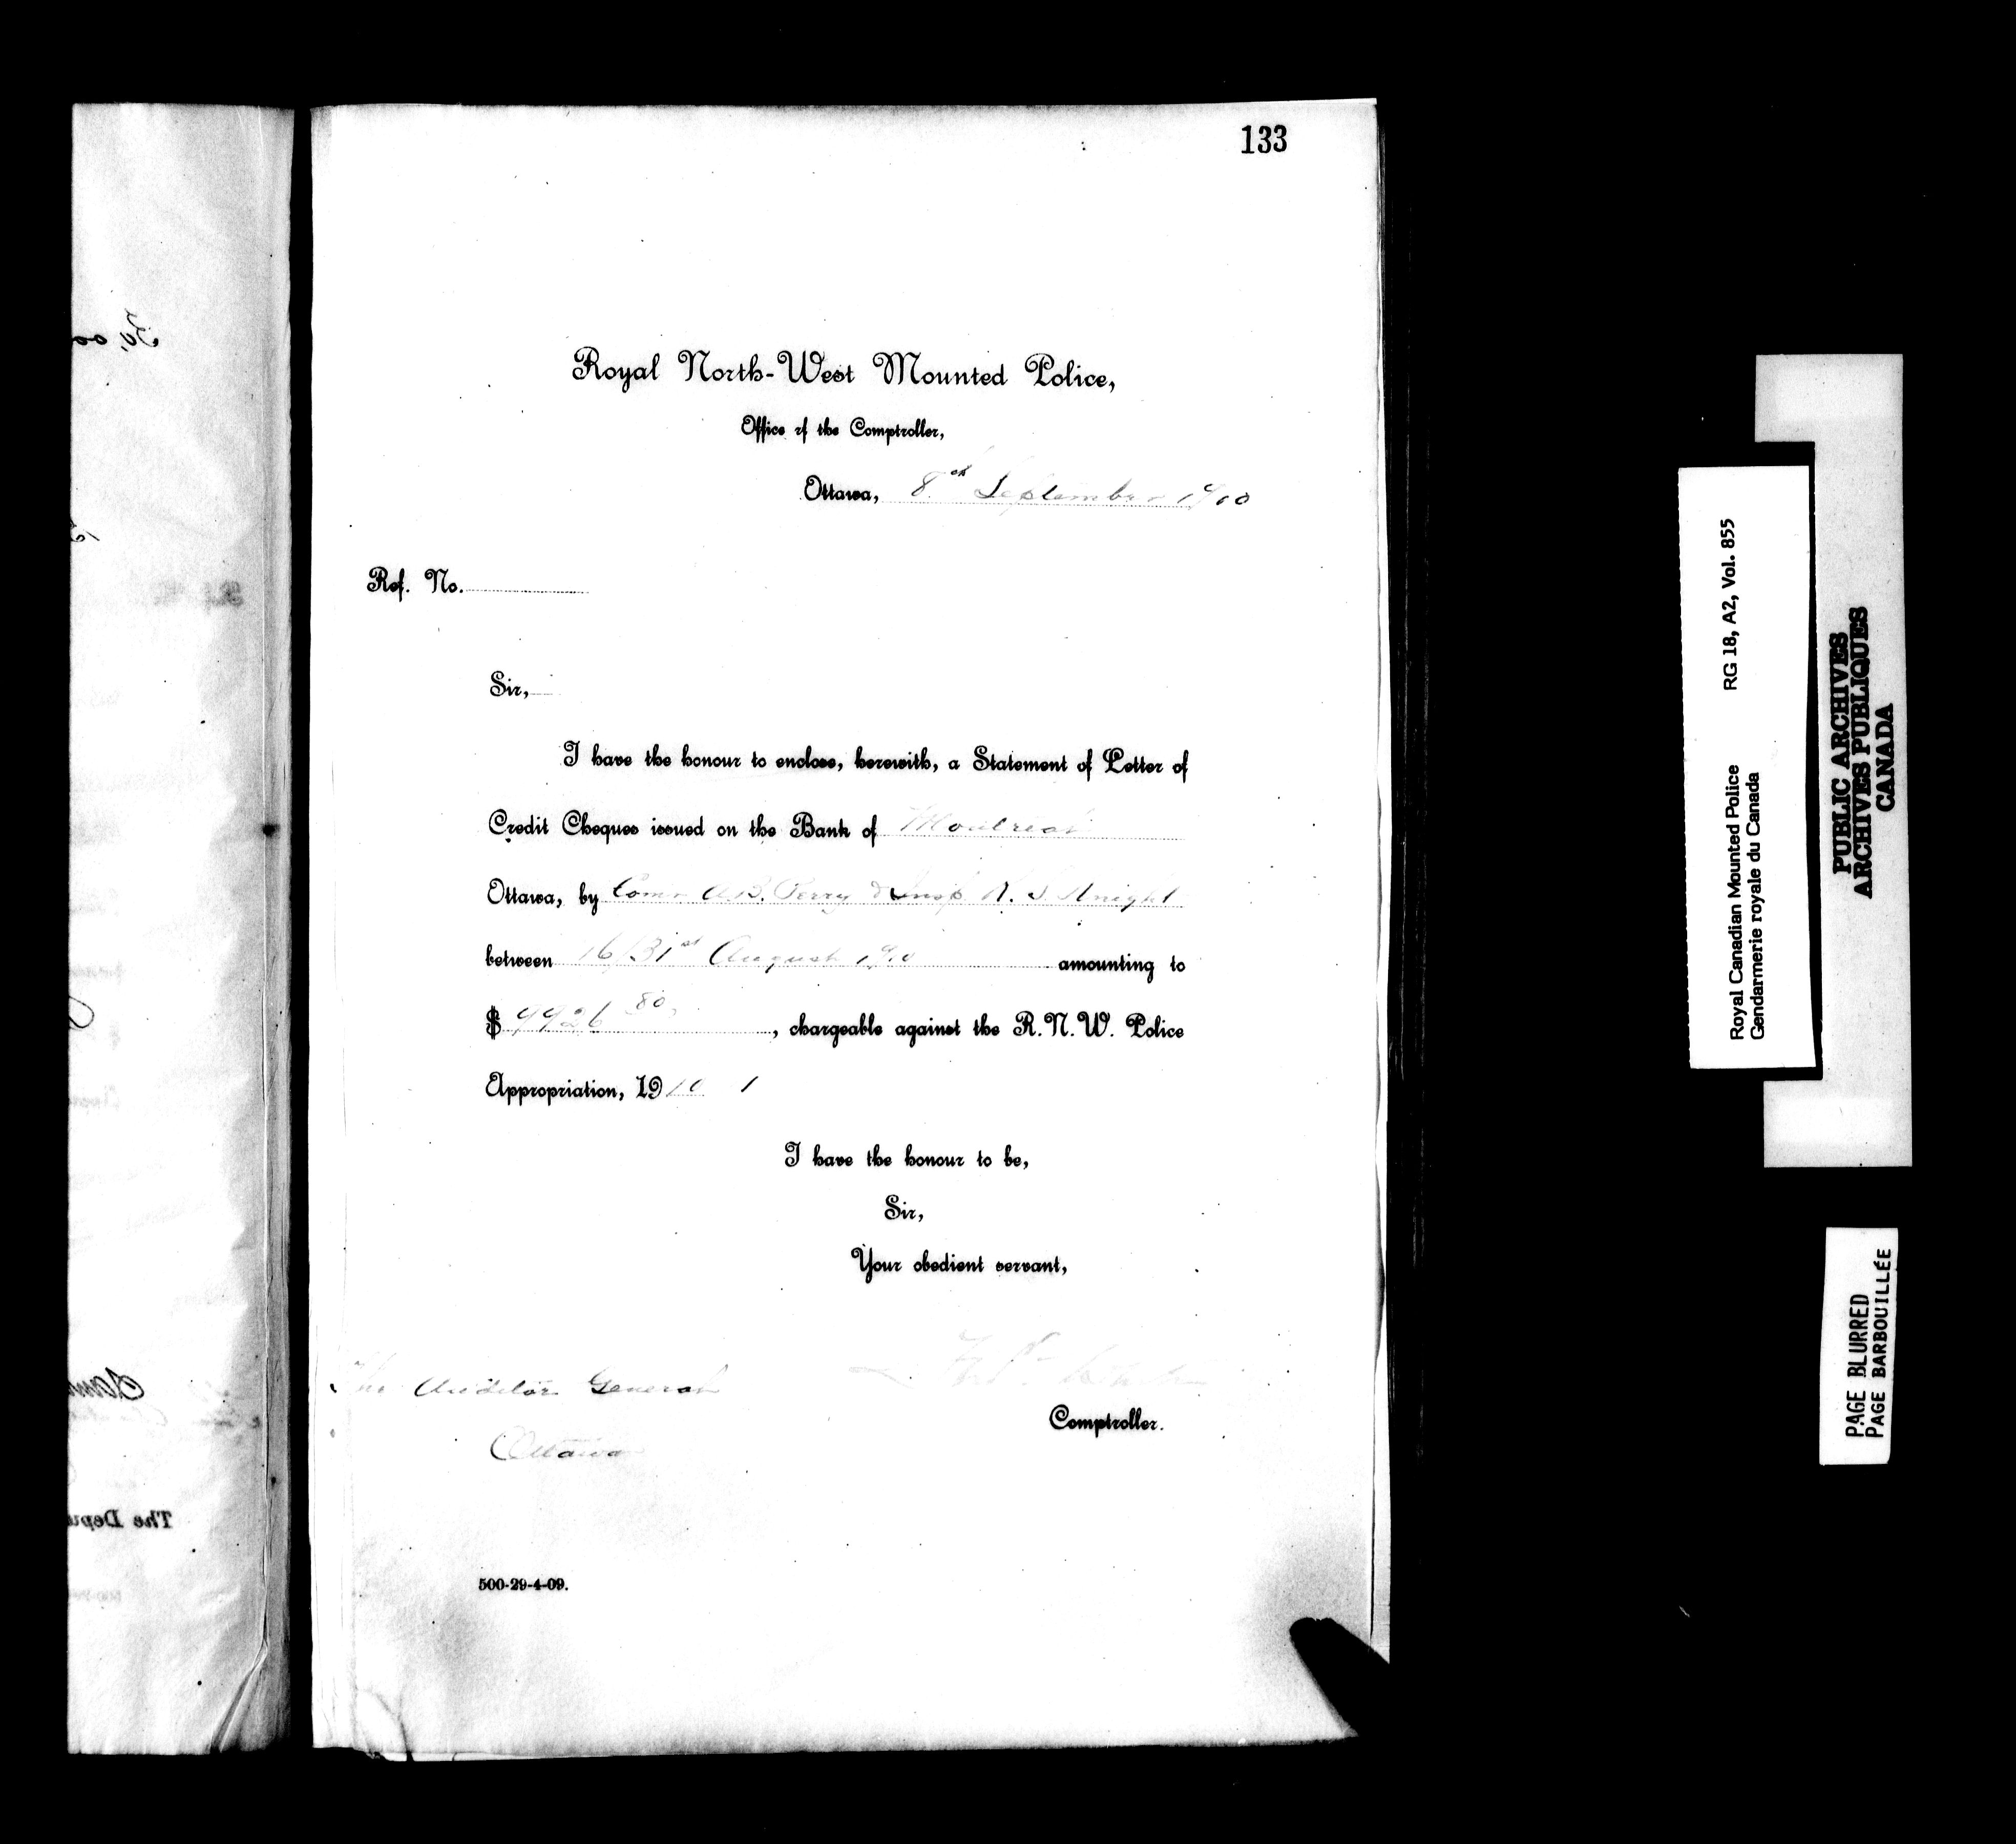 133
Royal North-West Mounted Police,
Office of the Comptroller,
Ottawa, 8th September 1910
Ref. No.
Sir,
I have the honour to enclose, herewith, a Statement of Letter of
Credit Cheques issued on the Bank of Montreal
Ottawa, by Comr A.B. Perry & Insp R. S. Knight
between 16/31st August 1910 amounting to
$ 9926 80, chargeable against the R.N.W. Police
Appropriation, 1910 1
I have the honour to be,
Sir,
Your obedient servant,
The Auditor General
Comptroller.
Ottawa
500-29-4-09.
The Depu
Royal Canadian Mounted Police RG 18, A2, Vol. 855
Gendarmerie royale du Canada
PUBLIC ARCHIVES
ARCHIVES PUBLIQUES
CANADA
PAGE BLURRED
PAGE BARBOUILLÉE